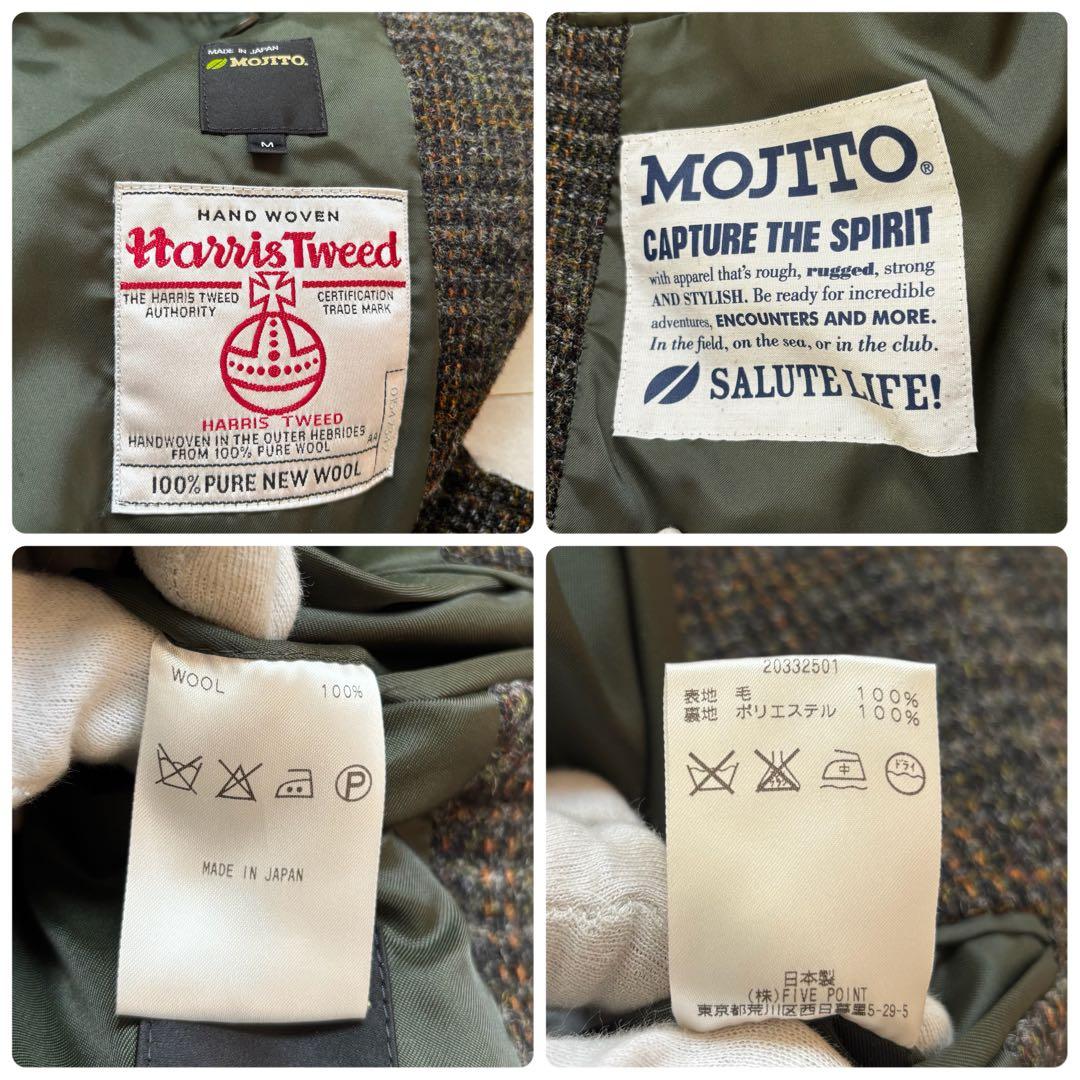 MADE IN JAPAN
MOJITO.
M
HAND WOVEN
Harris Tweed
THE HARRIS TWEED AUTHORITY
CERTIFICATION TRADE MARK
HARRIS TWEED
HANDWOVEN IN THE OUTER HEBRIDES
FROM 100% PURE WOOL
100% PURE NEW WOOL
MOJITO®
CAPTURE THE SPIRIT
with apparel that's rough, rugged, strong
AND STYLISH. Be ready for incredible
adventures, ENCOUNTERS AND MORE.
In the field, on the sea, or in the club.
SALUTE LIFE!
WOOL 100%
P
MADE IN JAPAN
20332501
表地 毛 100%
裏地 ポリエステル 100%
中
ドライ
日本製
(株)FIVE POINT
東京都荒川区西日暮里5-29-5